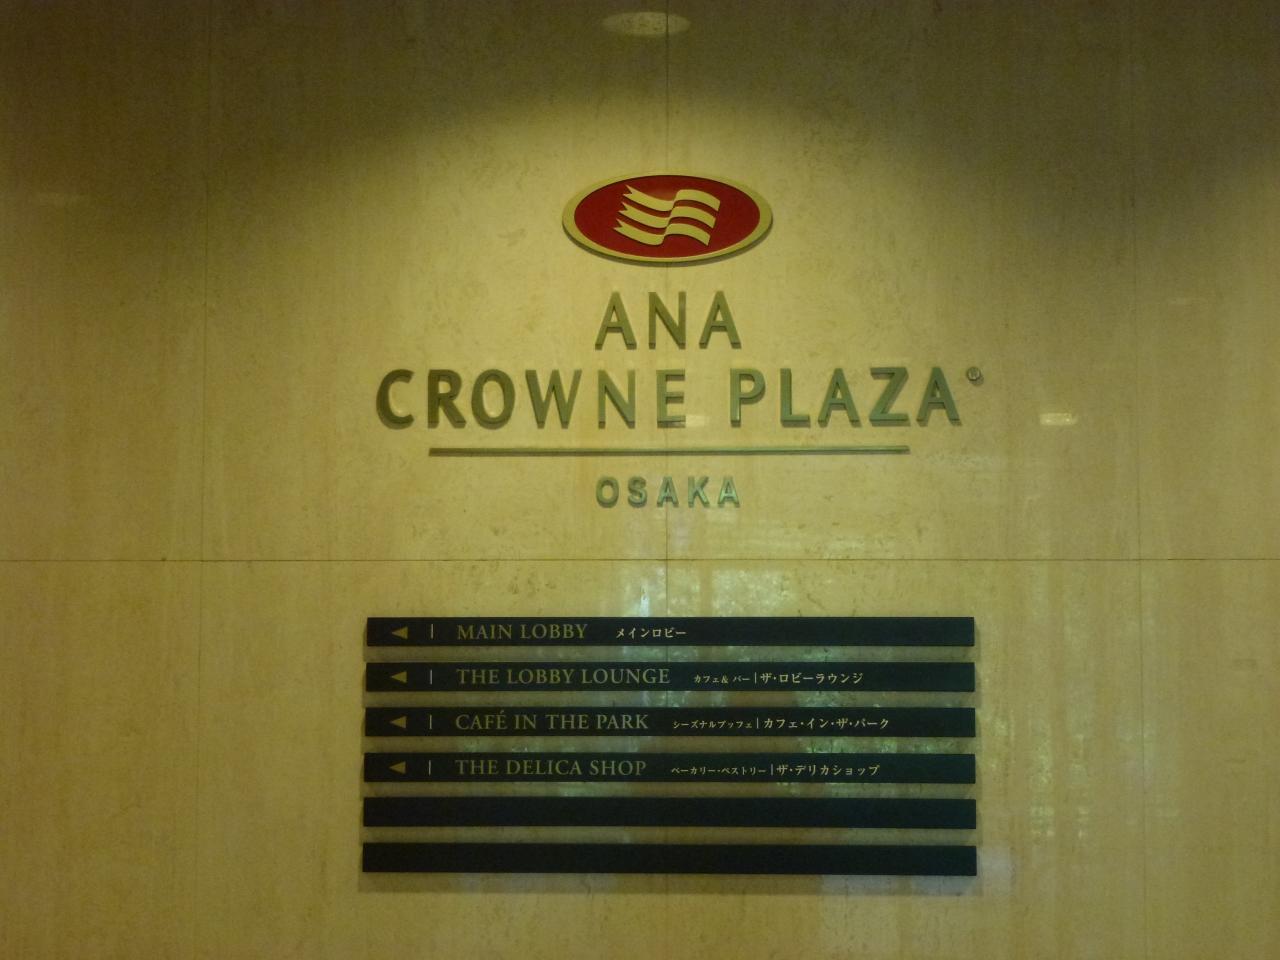 ANA
CROWNE PLAZA®
OSAKA
◀ | MAIN LOBBY メインロビー
◀ | THE LOBBY LOUNGE カフェ& バー | ザ・ロビーラウンジ
◀ | CAFÉ IN THE PARK シーズナルブッフェ | カフェ・イン・ザ・パーク
◀ | THE DELICA SHOP ベーカリー・ペストリー | ザ・デリカショップ